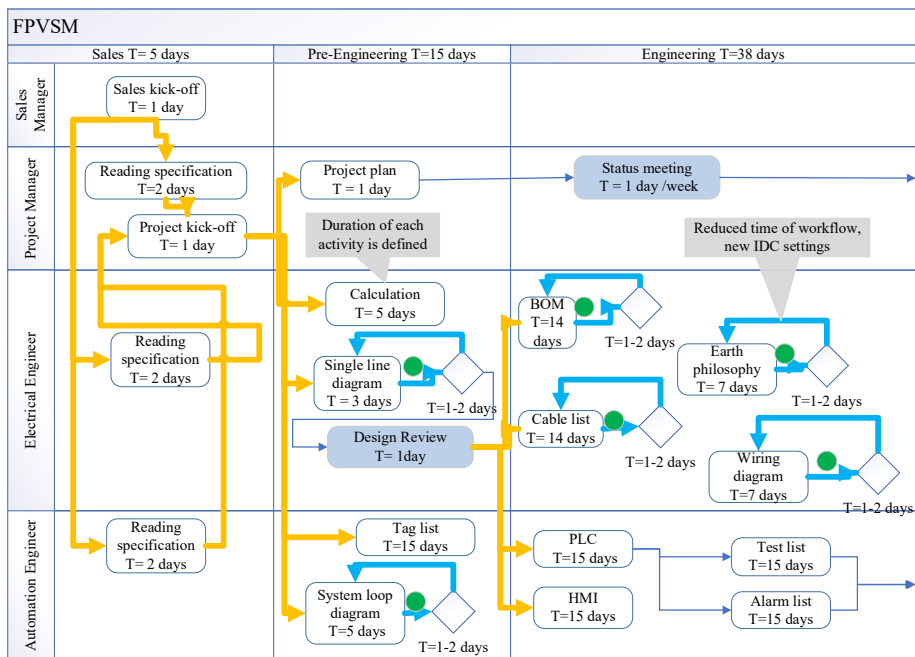 FPVSM
Sales T= 5 days
Pre-Engineering T=15days
Engineering T=38days
Sales
Manager
Sales kick-off
T= 1 day
Project Manager
Reading specification
T=2 days
Project kick-off
T= 1 day
Project plan
T = 1 day
Status meeting
T = 1 day /week
Duration of each
activity is defined
Reduced time of workflow,
new IDC settings
Electrical Engineer
Reading
specification
T= 2 days
Calculation
T= 5 days
Single line
diagram
T = 3 days
T=1-2 days
Design Review
T= 1day
BOM
T=14
days
T=1-2 days
Earth
philosophy
T= 7 days
T=1-2 days
Cable list
T= 14 days
T=1-2 days
Wiring
diagram
T=7 days
T=1-2 days
Automation Engineer
Reading
specification
T= 2 days
Tag list
T=15 days
System loop
diagram
T=5 days
T=1-2 days
PLC
T=15 days
HMI
T=15 days
Test list
T=15 days
Alarm list
T=15 days